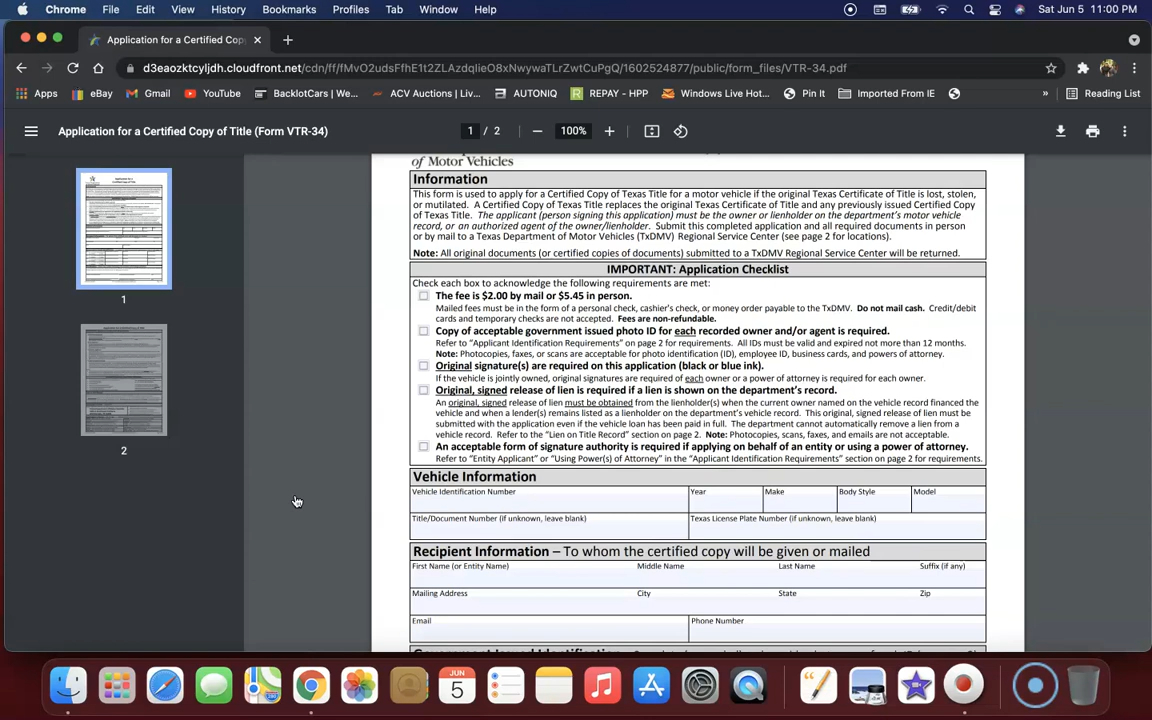 Chrome File Edit View History Bookmarks Profiles Tab Window Help Sat Jun 5 11:00 PM
Application for a Certified Cop
d3eaozktcyljdh.cloudfront.net/cdn/ff/fMvO2udsFfhE1t2ZLAzdqIieO8xNwywaTLrZwtCuPgQ/1602524877/public/form_files/VTR-34.pdf
Apps eBay Gmail YouTube BacklotCars | We... ACV Auctions | Liv... AUTONIQ REPAY - HPP Windows Live Hot... Pin It Imported From IE » Reading List
Application for a Certified Copy of Title (Form VTR-34) 1 / 2 100%
of Motor Vehicles
Information
This form is used to apply for a Certified Copy of Texas Title for a motor vehicle if the original Texas Certificate of Title is lost, stolen,
or mutilated. A Certified Copy of Texas Title replaces the original Texas Certificate of Title and any previously issued Certified Copy
of Texas Title. The applicant (person signing this application) must be the owner or lienholder on the department's motor vehicle
record, or an authorized agent of the owner/lienholder. Submit this completed application and all required documents in person
or by mail to a Texas Department of Motor Vehicles (TxDMV) Regional Service Center (see page 2 for locations).
Note: All original documents (or certified copies of documents) submitted to a TxDMV Regional Service Center will be returned.
IMPORTANT: Application Checklist
Check each box to acknowledge the following requirements are met:
The fee is $2.00 by mail or $5.45 in person.
Mailed fees must be in the form of a personal check, cashier's check, or money order payable to the TxDMV. Do not mail cash. Credit/debit
cards and temporary checks are not accepted. Fees are non-refundable.
Copy of acceptable government issued photo ID for each recorded owner and/or agent is required.
Refer to "Applicant Identification Requirements" on page 2 for requirements. All IDs must be valid and expired not more than 12 months.
Note: Photocopies, faxes, or scans are acceptable for photo identification (ID), employee ID, business cards, and powers of attorney.
Original signature(s) are required on this application (black or blue ink).
If the vehicle is jointly owned, original signatures are required of each owner or a power of attorney is required for each owner.
Original, signed release of lien is required if a lien is shown on the department's record.
An original, signed release of lien must be obtained from the lienholder(s) when the current owner named on the vehicle record financed the
vehicle and when a lender(s) remains listed as a lienholder on the department's vehicle record. This original, signed release of lien must be
submitted with the application even if the vehicle loan has been paid in full. The department cannot automatically remove a lien from a
vehicle record. Refer to the "Lien on Title Record" section on page 2. Note: Photocopies, scans, faxes, and emails are not acceptable.
An acceptable form of signature authority is required if applying on behalf of an entity or using a power of attorney.
Refer to "Entity Applicant" or "Using Power(s) of Attorney" in the "Applicant Identification Requirements" section on page 2 for requirements.
Vehicle Information
Vehicle Identification Number Year Make Body Style Model
Title/Document Number (if unknown, leave blank) Texas License Plate Number (if unknown, leave blank)
Recipient Information – To whom the certified copy will be given or mailed
First Name (or Entity Name) Middle Name Last Name Suffix (if any)
Mailing Address City State Zip
Email Phone Number
1
2
JUN
5